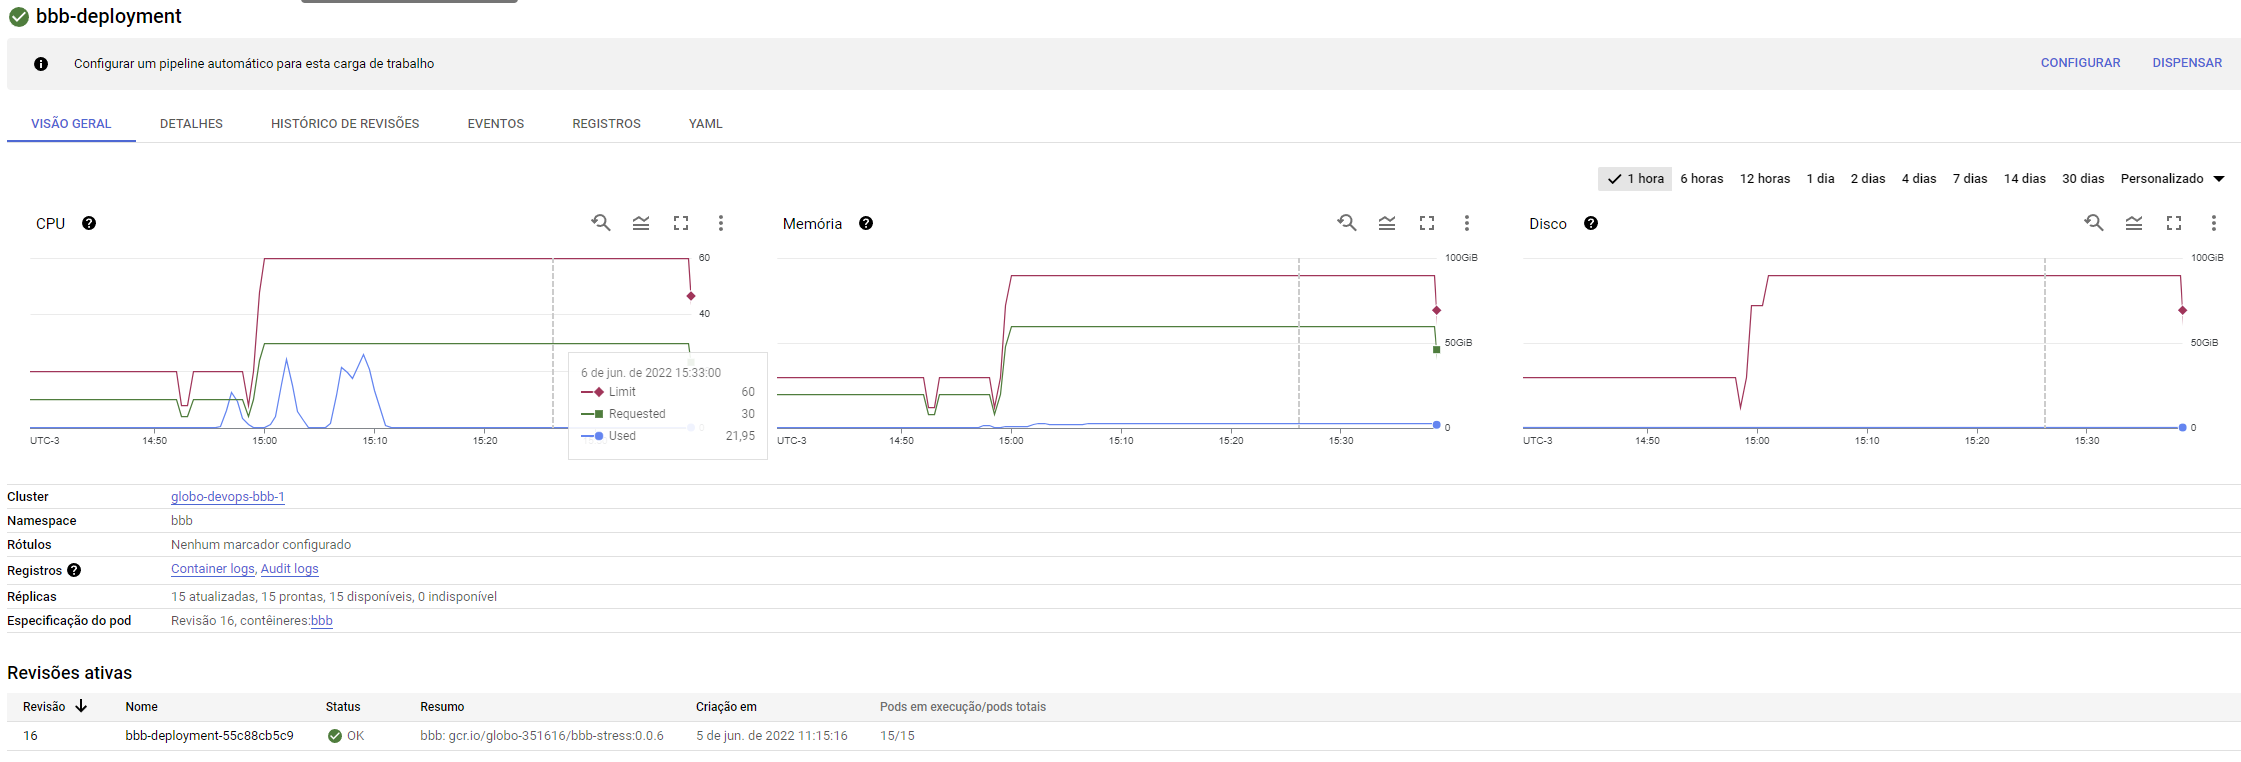 bbb-deployment
Configurar um pipeline automático para esta carga de trabalho
CONFIGURAR DISPENSAR
VISÃO GERAL DETALHES HISTÓRICO DE REVISÕES EVENTOS REGISTROS YAML
1 hora 6 horas 12 horas 1 dia 2 dias 4 dias 7 dias 14 dias 30 dias Personalizado
CPU
60
40
0
UTC-3 14:50 15:00 15:10 15:20
6 de jun. de 2022 15:33:00
Limit 60
Requested 30
Used 21,95
Memória
100GiB
50GiB
0
UTC-3 14:50 15:00 15:10 15:20 15:30
Disco
100GiB
50GiB
0
UTC-3 14:50 15:00 15:10 15:20 15:30
Cluster globo-devops-bbb-1
Namespace bbb
Rótulos Nenhum marcador configurado
Registros Container logs, Audit logs
Réplicas 15 atualizadas, 15 prontas, 15 disponíveis, 0 indisponível
Especificação do pod Revisão 16, contêineres:bbb
Revisões ativas
Revisão Nome Status Resumo Criação em Pods em execução/pods totais
16 bbb-deployment-55c88cb5c9 OK bbb: gcr.io/globo-351616/bbb-stress:0.0.6 5 de jun. de 2022 11:15:16 15/15